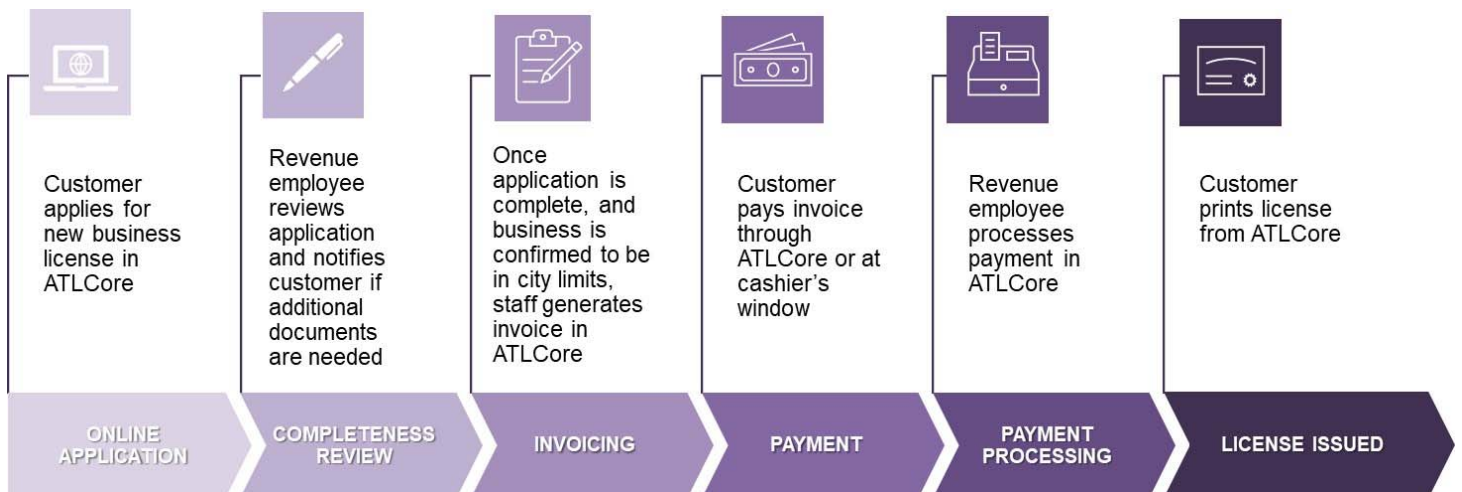 Customer
applies for
new business
license in
ATLCore
Revenue
employee
reviews
application
and notifies
customer if
additional
documents
are needed
Once
application is
complete, and
business is
confirmed to be
in city limits,
staff generates
invoice in
ATLCore
Customer
pays invoice
through
ATLCore or at
cashier's
window
Revenue
employee
processes
payment in
ATLCore
Customer
prints license
from ATLCore
ONLINE
APPLICATION
COMPLETENESS
REVIEW
INVOICING
PAYMENT
PAYMENT
PROCESSING
LICENSE ISSUED